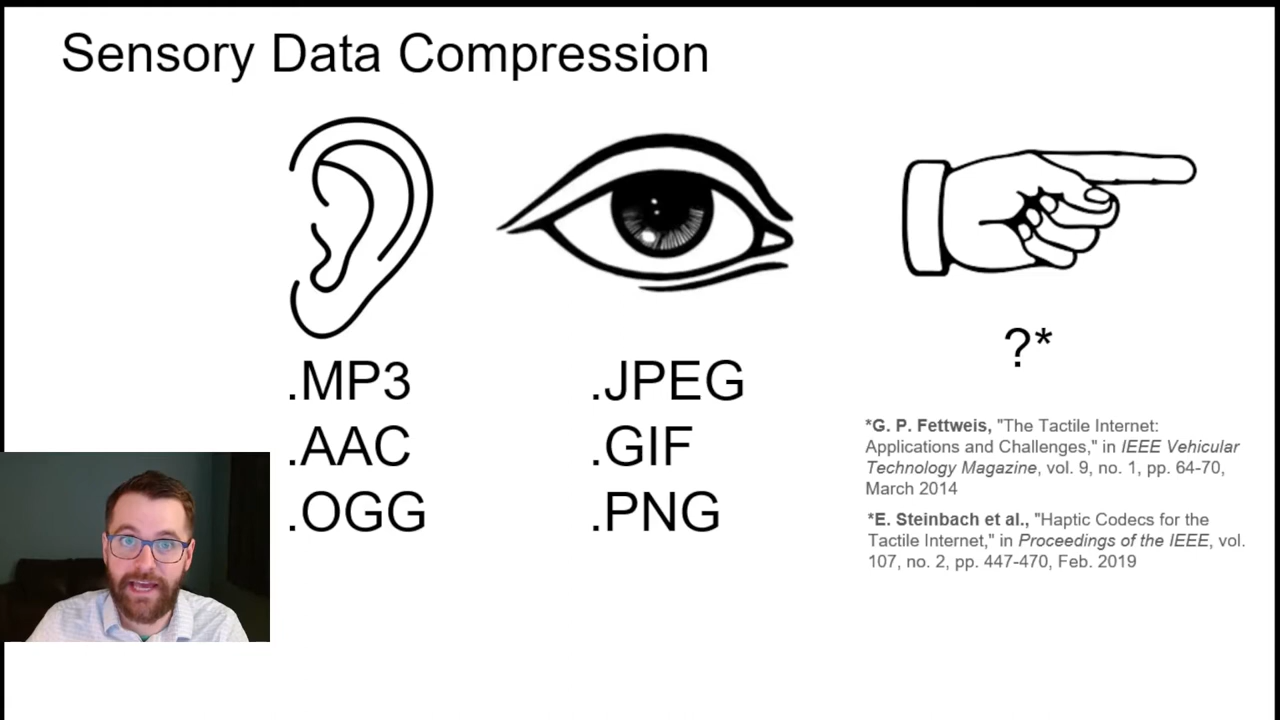 Sensory Data Compression
.MP3
.AAC
.OGG
.JPEG
.GIF
.PNG
?*
*G. P. Fettweis, "The Tactile Internet:
Applications and Challenges," in IEEE Vehicular
Technology Magazine, vol. 9, no. 1, pp. 64-70,
March 2014
*E. Steinbach et al., "Haptic Codecs for the
Tactile Internet," in Proceedings of the IEEE, vol.
107, no. 2, pp. 447-470, Feb. 2019